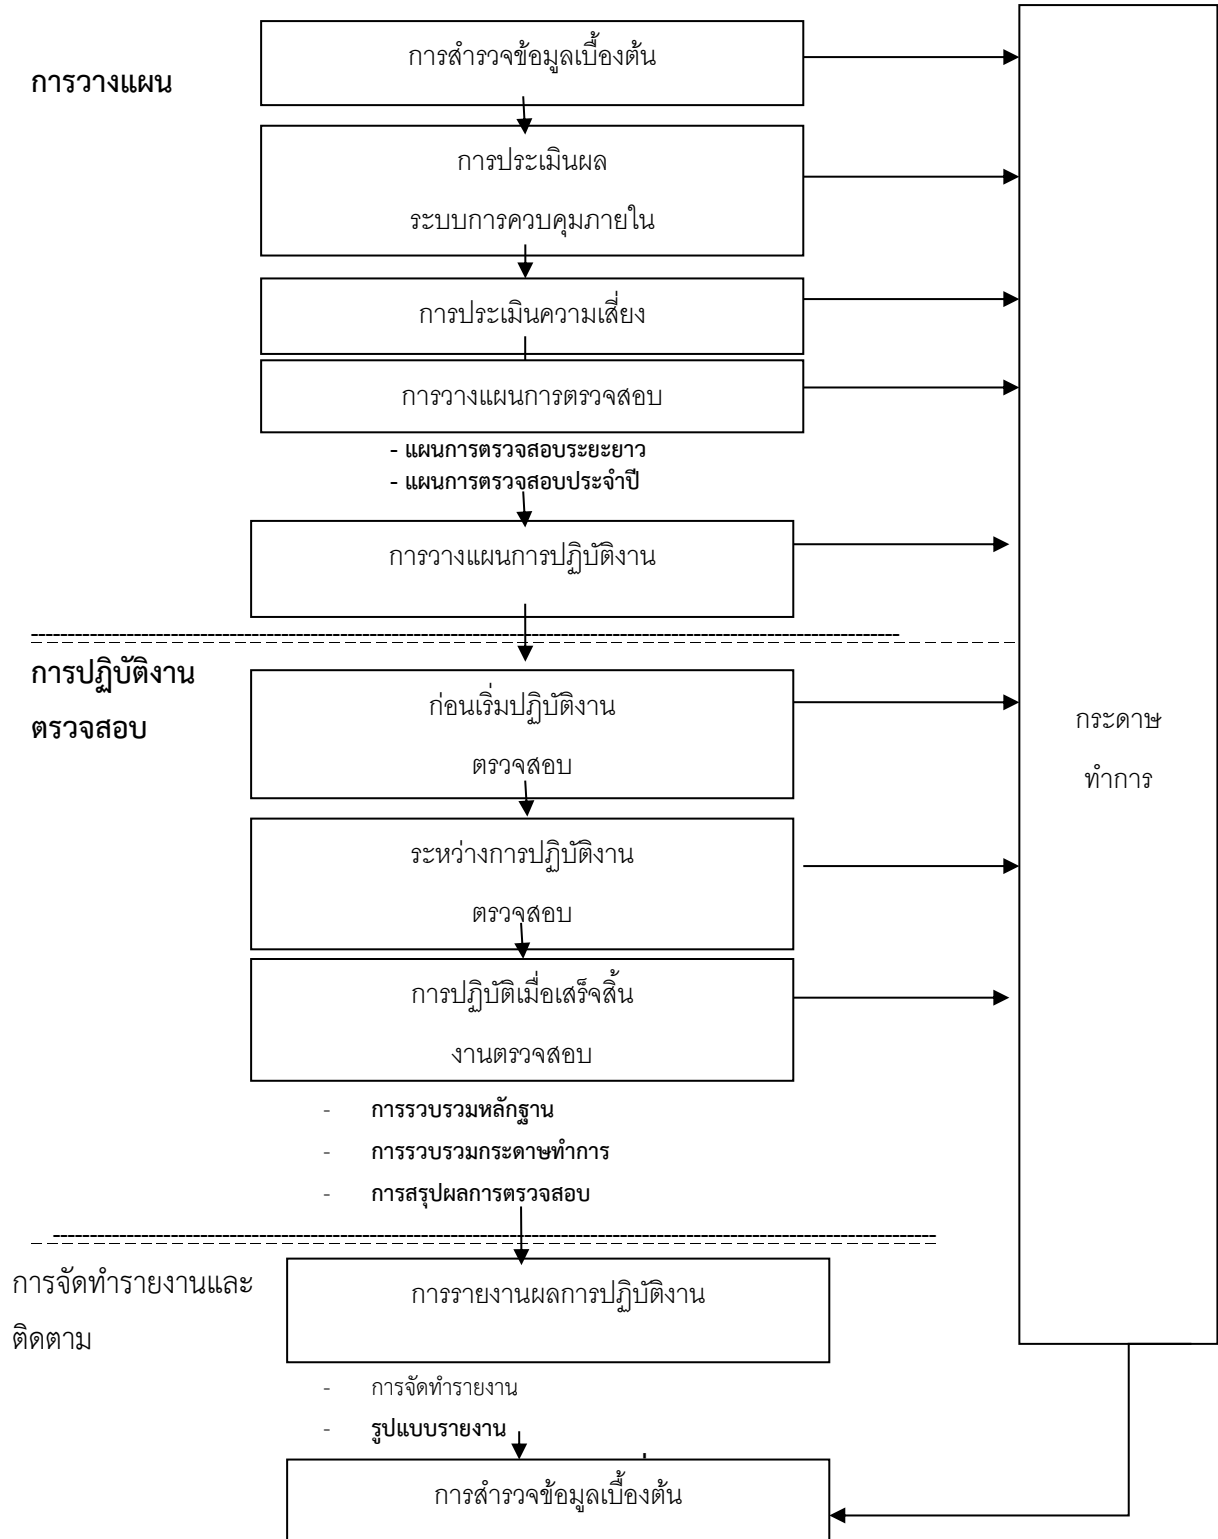 การวางแผน
การสำรวจข้อมูลเบื้องต้น
การประเมินผล
ระบบการควบคุมภายใน
การประเมินความเสี่ยง
การวางแผนการตรวจสอบ
- แผนการตรวจสอบระยะยาว
- แผนการตรวจสอบประจำปี
การวางแผนการปฏิบัติงาน
การปฏิบัติงาน
ตรวจสอบ
ก่อนเริ่มปฏิบัติงาน
ตรวจสอบ
ระหว่างการปฏิบัติงาน
ตรวจสอบ
การปฏิบัติเมื่อเสร็จสิ้น
งานตรวจสอบ
- การรวบรวมหลักฐาน
- การรวบรวมกระดาษทำการ
- การสรุปผลการตรวจสอบ
กระดาษ
ทำการ
การจัดทำรายงานและ
ติดตาม
การรายงานผลการปฏิบัติงาน
- การจัดทำรายงาน
- รูปแบบรายงาน
การสำรวจข้อมูลเบื้องต้น